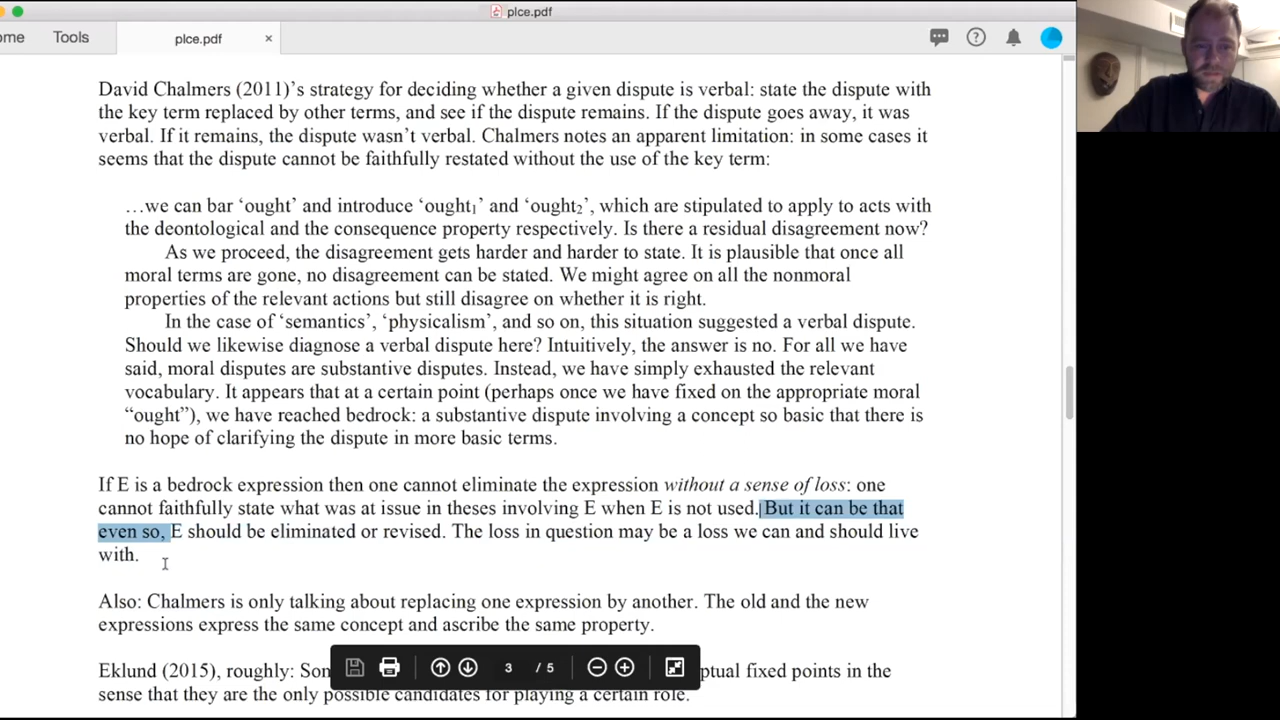 plce.pdf
ome Tools plce.pdf ×
David Chalmers (2011)'s strategy for deciding whether a given dispute is verbal: state the dispute with
the key term replaced by other terms, and see if the dispute remains. If the dispute goes away, it was
verbal. If it remains, the dispute wasn't verbal. Chalmers notes an apparent limitation: in some cases it
seems that the dispute cannot be faithfully restated without the use of the key term:
…we can bar 'ought' and introduce 'ought₁' and 'ought₂', which are stipulated to apply to acts with
the deontological and the consequence property respectively. Is there a residual disagreement now?
As we proceed, the disagreement gets harder and harder to state. It is plausible that once all
moral terms are gone, no disagreement can be stated. We might agree on all the nonmoral
properties of the relevant actions but still disagree on whether it is right.
In the case of 'semantics', 'physicalism', and so on, this situation suggested a verbal dispute.
Should we likewise diagnose a verbal dispute here? Intuitively, the answer is no. For all we have
said, moral disputes are substantive disputes. Instead, we have simply exhausted the relevant
vocabulary. It appears that at a certain point (perhaps once we have fixed on the appropriate moral
"ought"), we have reached bedrock: a substantive dispute involving a concept so basic that there is
no hope of clarifying the dispute in more basic terms.
If E is a bedrock expression then one cannot eliminate the expression without a sense of loss: one
cannot faithfully state what was at issue in theses involving E when E is not used. But it can be that
even so, E should be eliminated or revised. The loss in question may be a loss we can and should live
with.
Also: Chalmers is only talking about replacing one expression by another. The old and the new
expressions express the same concept and ascribe the same property.
Eklund (2015), roughly: Som ptual fixed points in the
sense that they are the only possible candidates for playing a certain role.
3 / 5